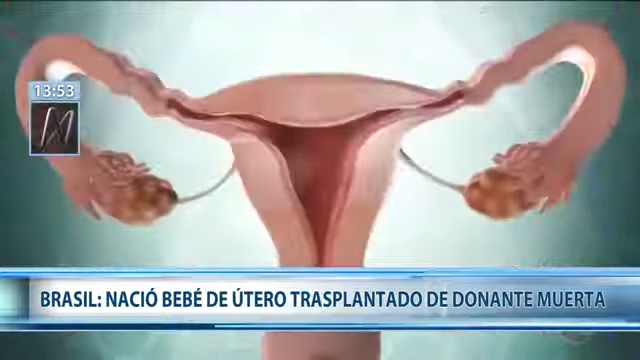 13:53
BRASIL: NACIÓ BEBÉ DE ÚTERO TRASPLANTADO DE DONANTE MUERTA